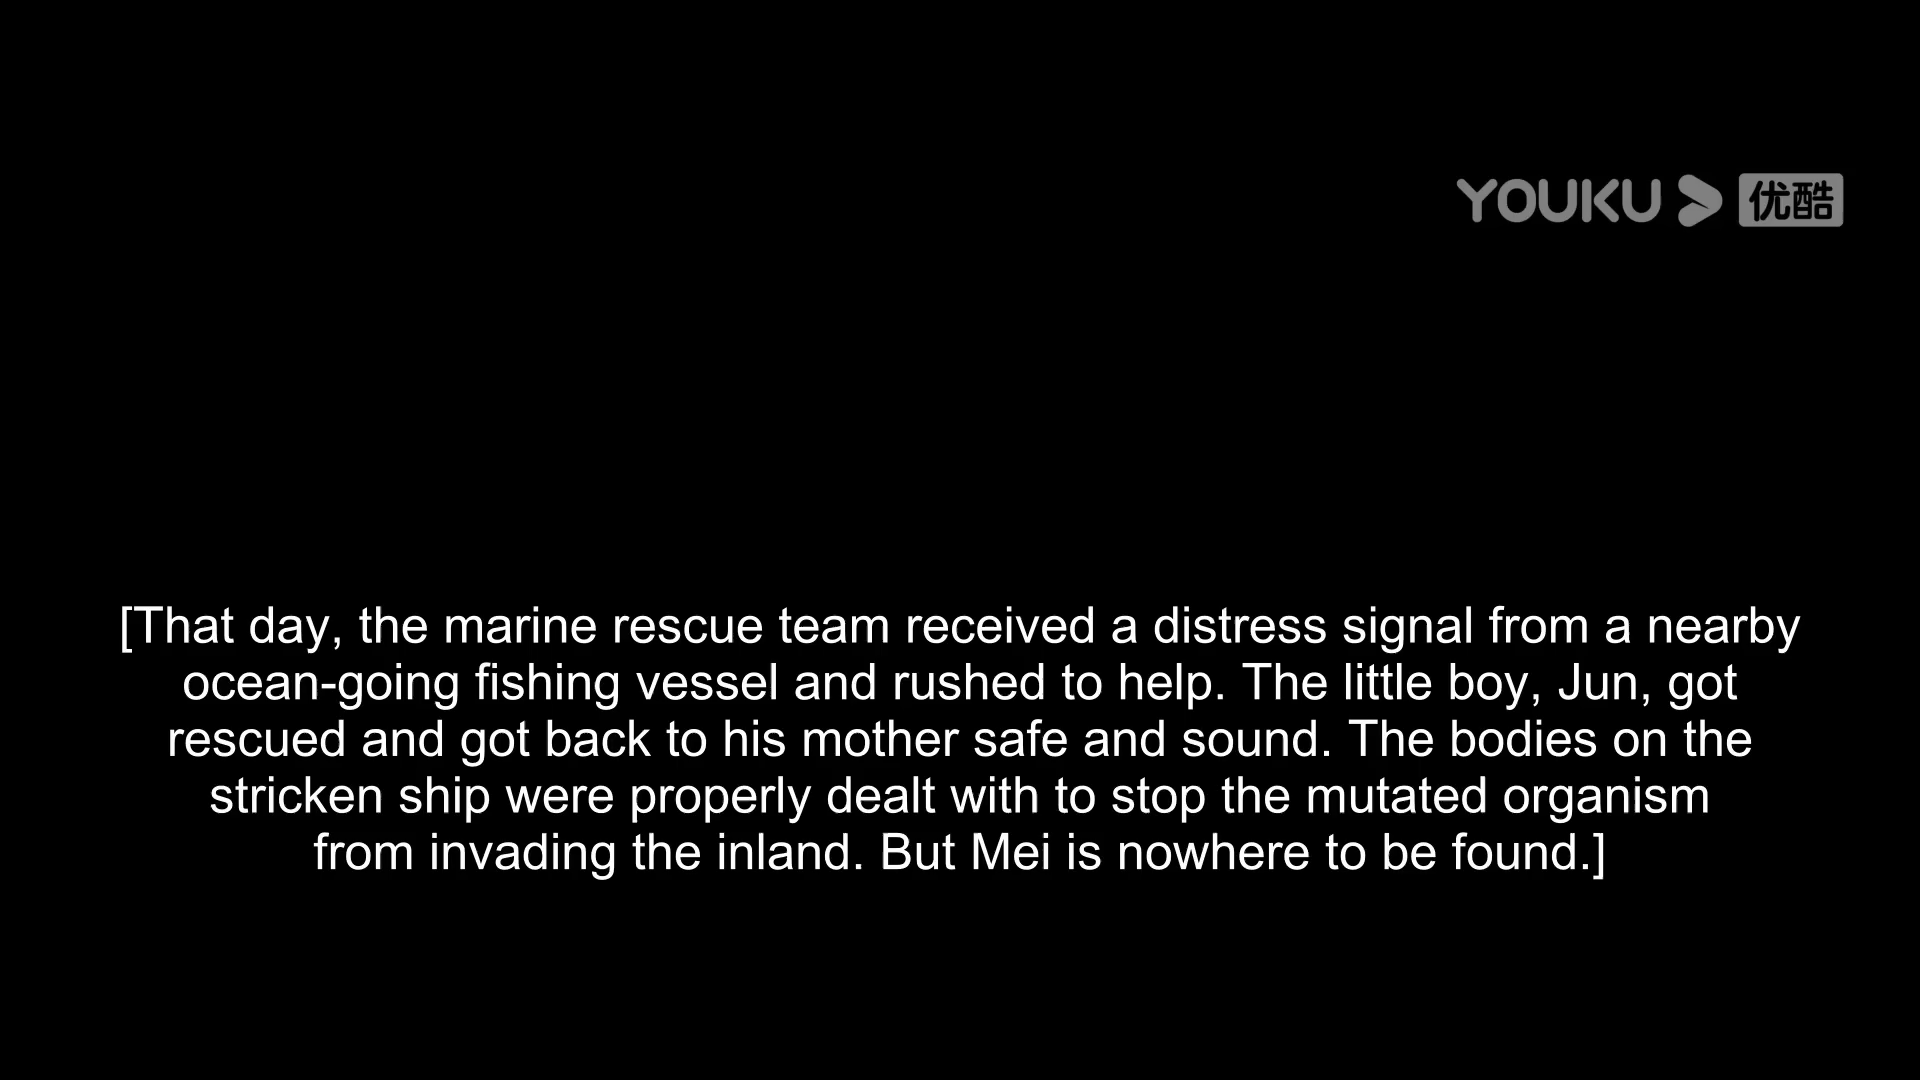 YOUKU 优酷
[That day, the marine rescue team received a distress signal from a nearby
ocean-going fishing vessel and rushed to help. The little boy, Jun, got
rescued and got back to his mother safe and sound. The bodies on the
stricken ship were properly dealt with to stop the mutated organism
from invading the inland. But Mei is nowhere to be found.]